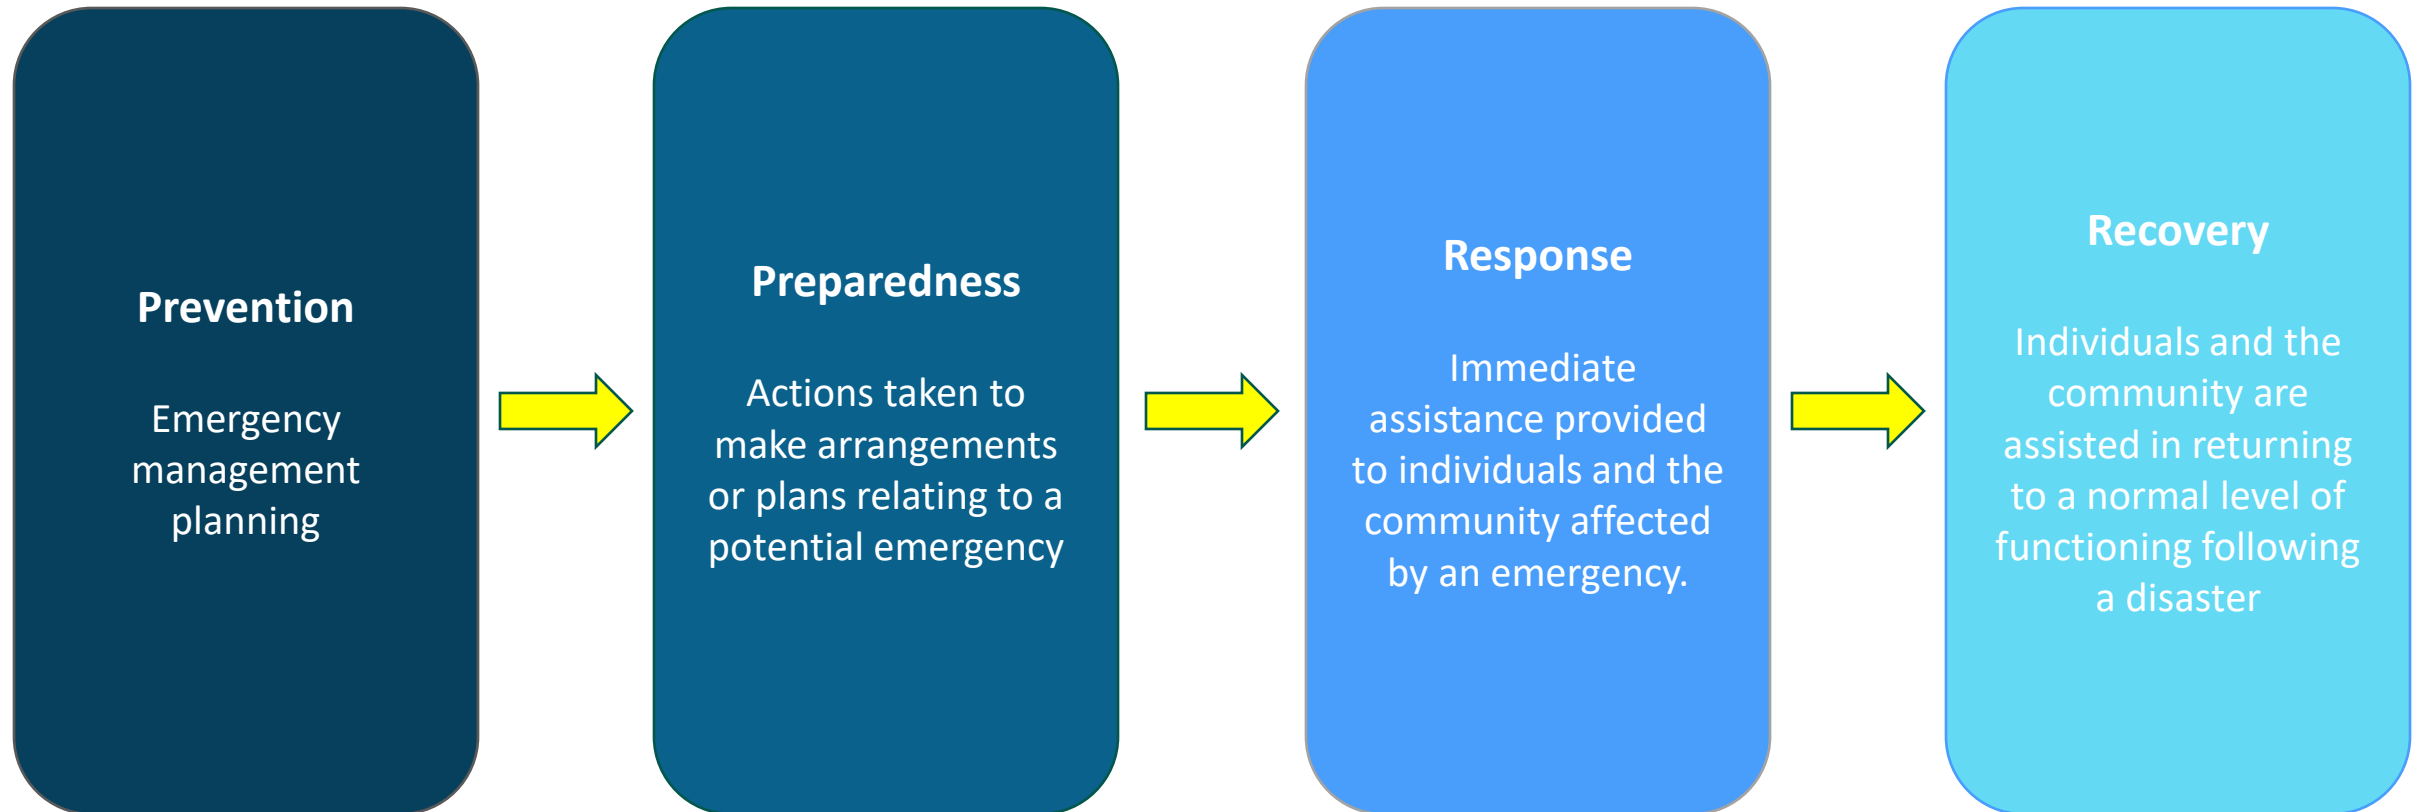 Prevention
Emergency
management
planning
Preparedness
Actions taken to
make arrangements
or plans relating to a
potential emergency
Response
Immediate
assistance provided
to individuals and the
community affected
by an emergency.
Recovery
Individuals and the
community are
assisted in returning
to a normal level of
functioning following
a disaster